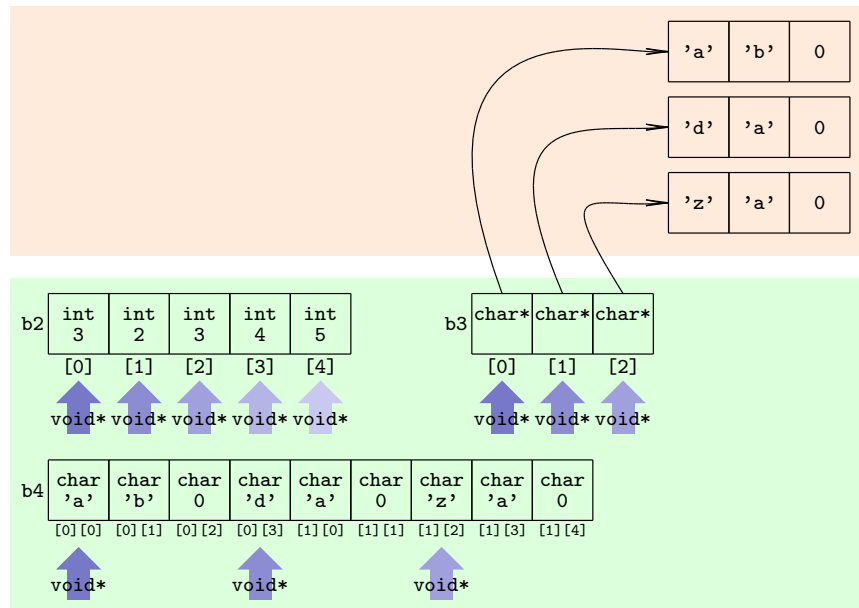 ’a’ ’b’ 0
’d’ ’a’ 0
’z’ ’a’ 0
b2 int int int int int
3 2 3 4 5
[0] [1] [2] [3] [4]
void* void* void* void* void*
b3 char* char* char*
[0] [1] [2]
void* void* void*
b4 char char char char char char char char char
’a’ ’b’ 0 ’d’ ’a’ 0 ’z’ ’a’ 0
[0][0] [0][1] [0][2] [0][3] [1][0] [1][1] [1][2] [1][3] [1][4]
void* void* void*